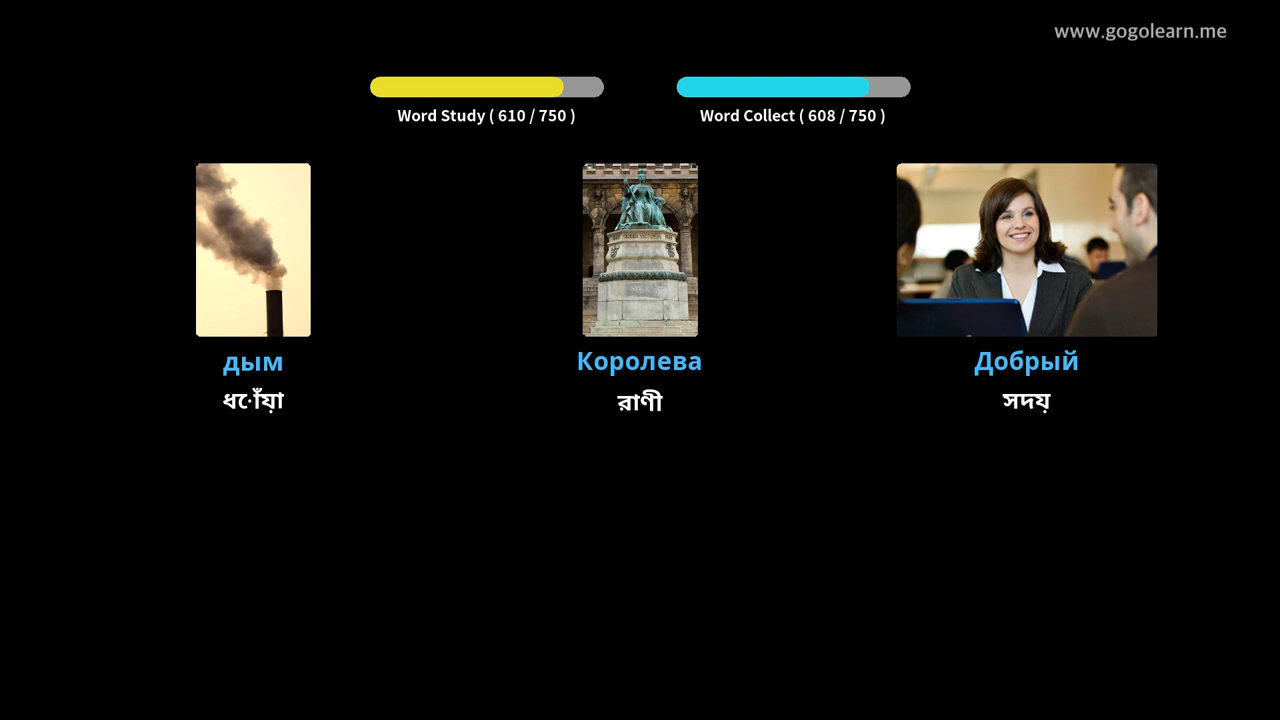 www.gogolearn.me
Word Study ( 610 / 750 )
Word Collect ( 608 / 750 )
дым
Королева
Добрый
ধোঁয়া
রাণী
সদয়